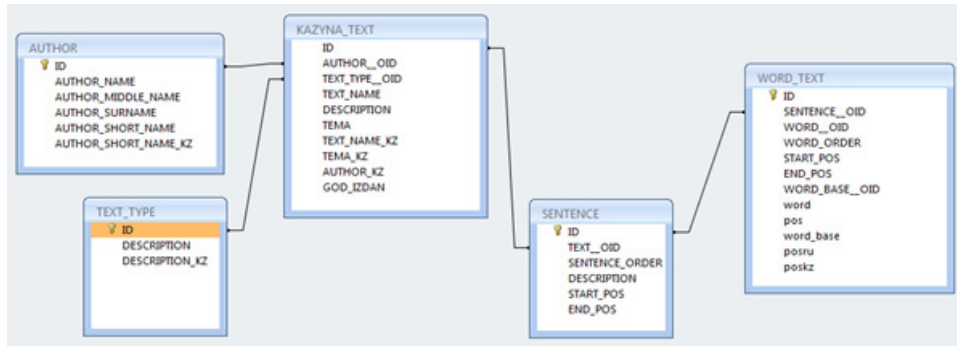 AUTHOR
ID
AUTHOR_NAME
AUTHOR_MIDDLE_NAME
AUTHOR_SURNAME
AUTHOR_SHORT_NAME
AUTHOR_SHORT_NAME_KZ
TEXT_TYPE
ID
DESCRIPTION
DESCRIPTION_KZ
KAZYNA_TEXT
ID
AUTHOR__OID
TEXT_TYPE__OID
TEXT_NAME
DESCRIPTION
TEMA
TEXT_NAME_KZ
TEMA_KZ
AUTHOR_KZ
GOD_IZDAN
SENTENCE
ID
TEXT__OID
SENTENCE_ORDER
DESCRIPTION
START_POS
END_POS
WORD_TEXT
ID
SENTENCE__OID
WORD__OID
WORD_ORDER
START_POS
END_POS
WORD_BASE__OID
word
pos
word_base
posru
poskz